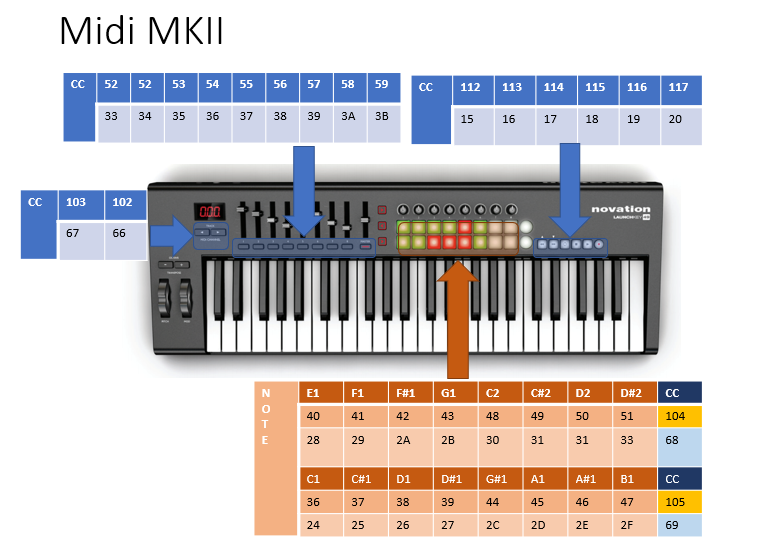 Midi MKII
CC 52 52 53 54 55 56 57 58 59
33 34 35 36 37 38 39 3A 3B
CC 112 113 114 115 116 117
15 16 17 18 19 20
CC 103 102
67 66
novation
LAUNCHKEY 49
NOTE
E1 F1 F#1 G1 C2 C#2 D2 D#2 CC
40 41 42 43 48 49 50 51 104
28 29 2A 2B 30 31 31 33 68
C1 C#1 D1 D#1 G#1 A1 A#1 B1 CC
36 37 38 39 44 45 46 47 105
24 25 26 27 2C 2D 2E 2F 69